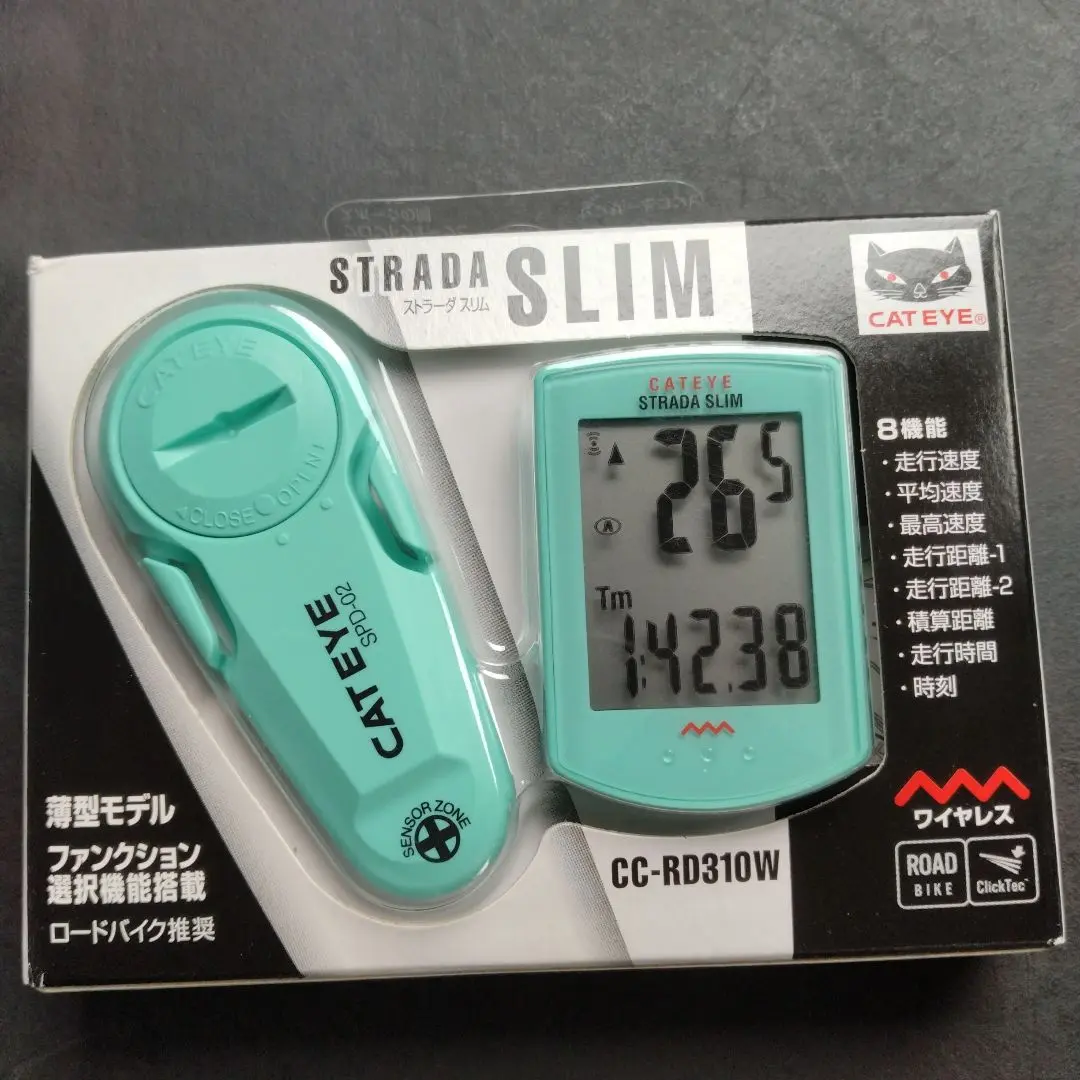 STRADA SLIM
ストラーダ スリム
CATEYE®
CAT EYE
◀CLOSE OPEN
CATEYE
SPD-02
SENSOR ZONE
CATEYE
STRADA SLIM
26.5
Tm
1:42.38
8機能
・走行速度
・平均速度
・最高速度
・走行距離-1
・走行距離-2
・積算距離
・走行時間
・時刻
薄型モデル
ファンクション
選択機能搭載
ロードバイク推奨
CC-RD310W
ワイヤレス
ROAD
BIKE
ClickTec™